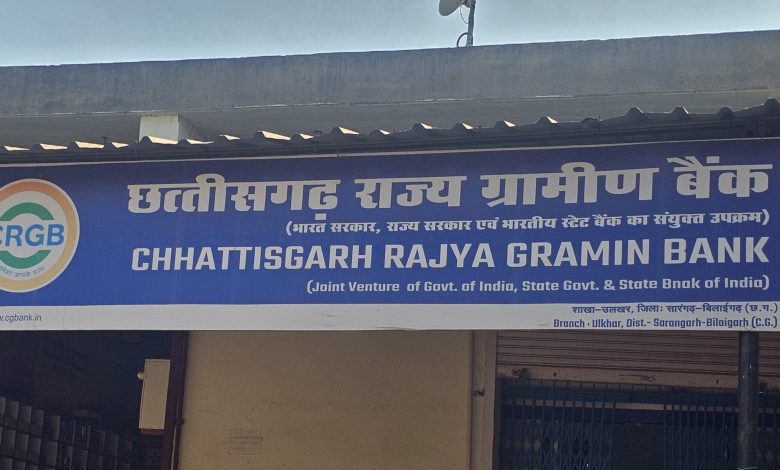 छत्तीसगढ़ राज्य ग्रामीण बैंक
(भारत सरकार, राज्य सरकार एवं भारतीय स्टेट बैंक का संयुक्त उपक्रम)
CRGB
CHHATTISGARH RAJYA GRAMIN BANK
(Joint Venture of Govt. of India, State Govt. & State Bnak of India)
शाखा-उलखर, जिला: सारंगढ़-बिलाईगढ़ (छ.ग.)
w.cgbank.in
Branch - Ulkhar, Dist.- Sarangarh-Bilaigarh (C.G.)